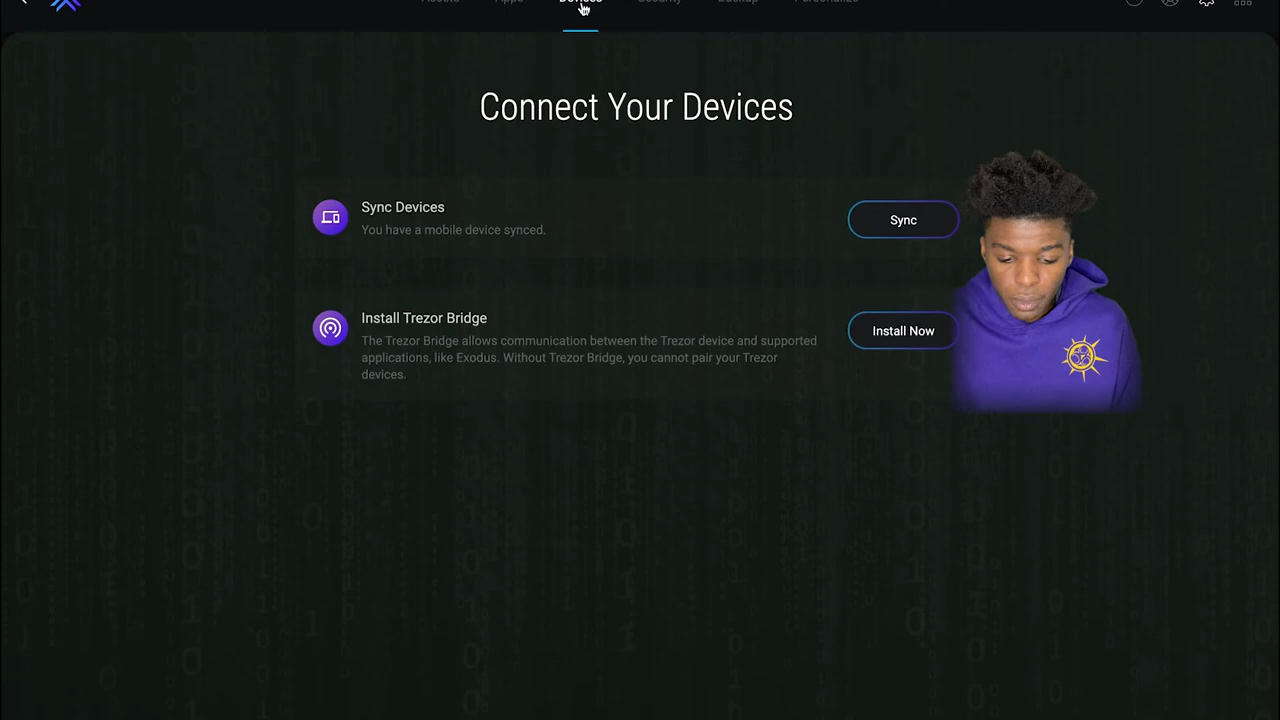 Devices
Connect Your Devices
Sync Devices
You have a mobile device synced.
Sync
Install Trezor Bridge
The Trezor Bridge allows communication between the Trezor device and supported
applications, like Exodus. Without Trezor Bridge, you cannot pair your Trezor
devices.
Install Now